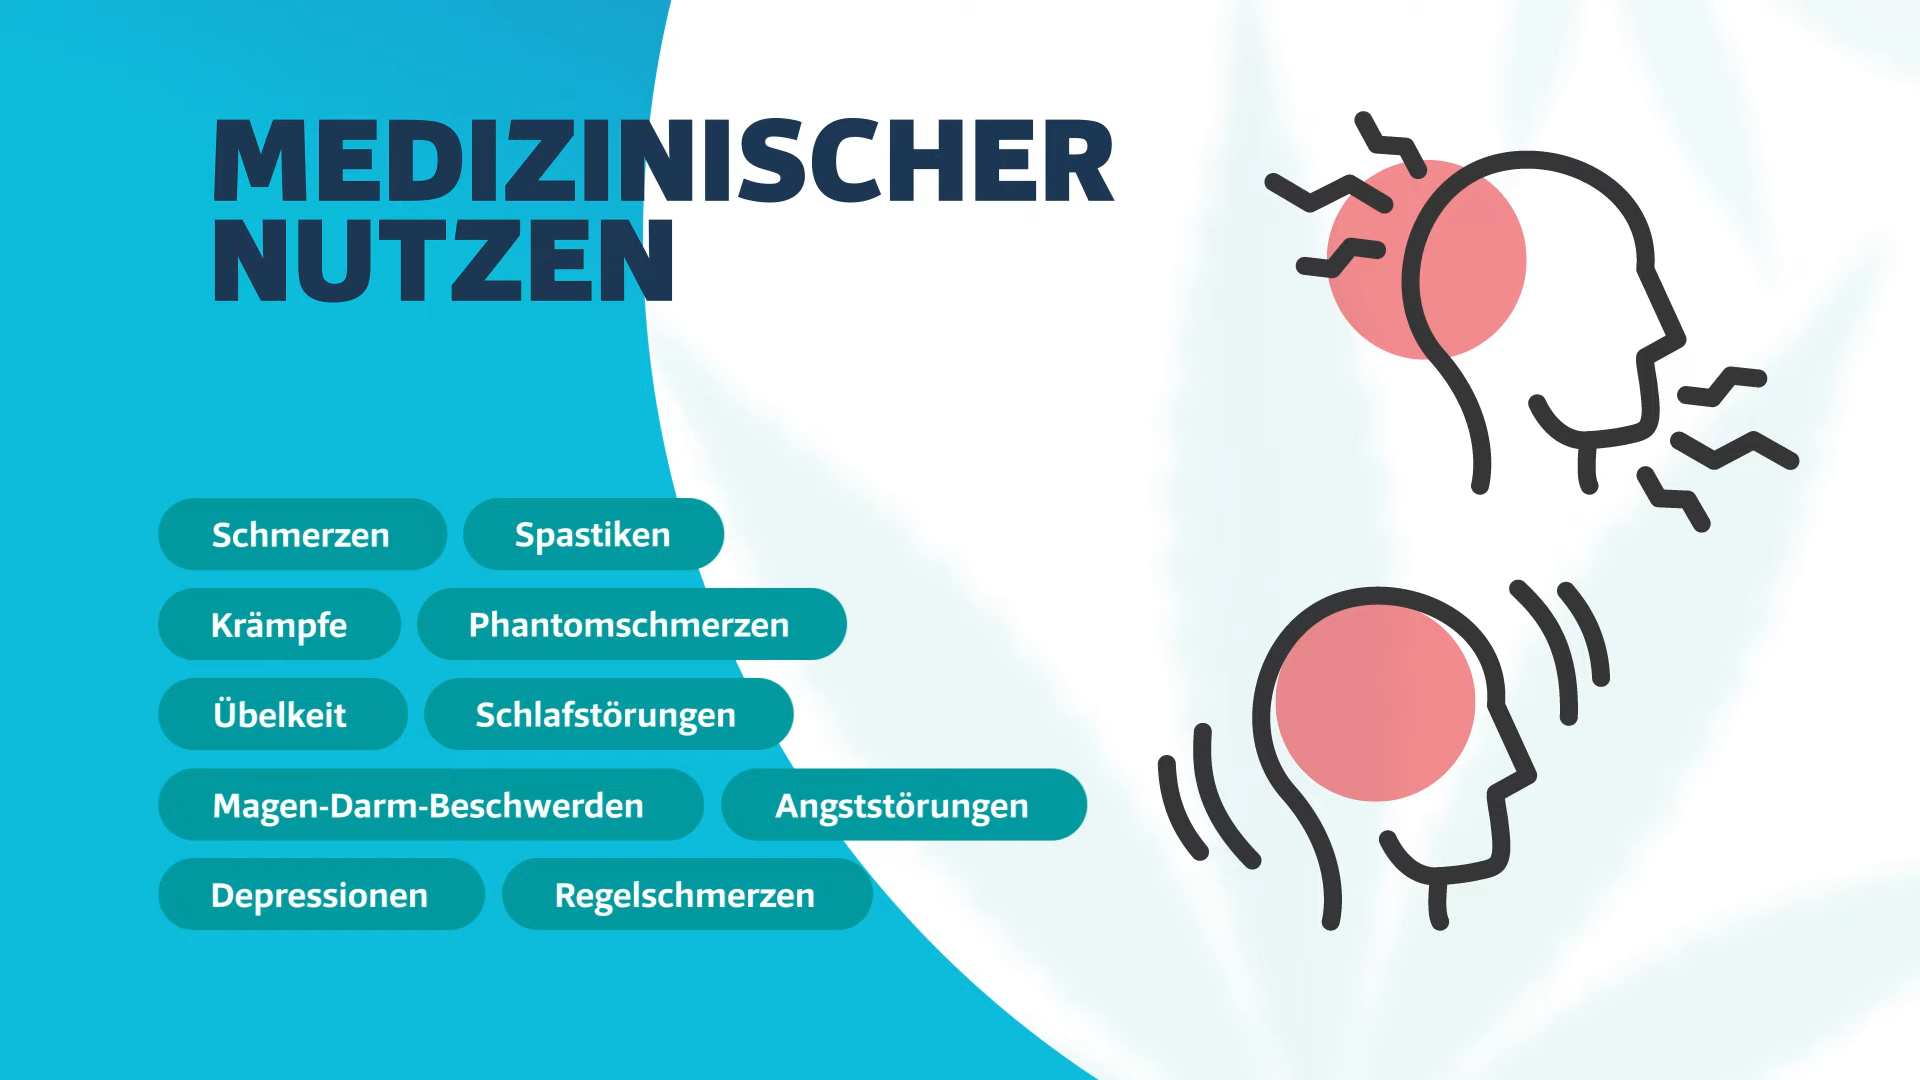 MEDIZINISCHER
NUTZEN
Schmerzen Spastiken
Krämpfe Phantomschmerzen
Übelkeit Schlafstörungen
Magen-Darm-Beschwerden Angststörungen
Depressionen Regelschmerzen